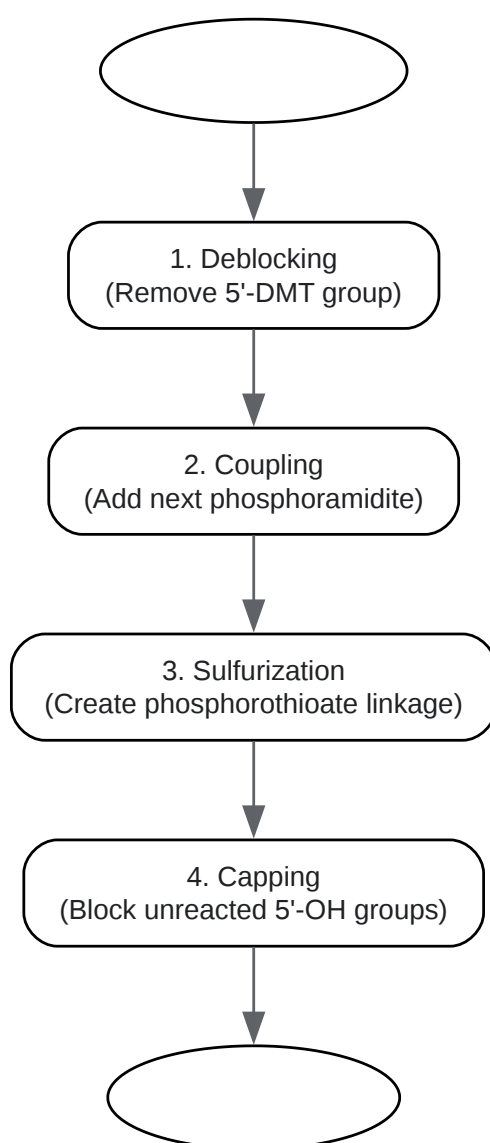 1. Deblocking
(Remove 5'-DMT group)
2. Coupling
(Add next phosphoramidite)
3. Sulfurization
(Create phosphorothioate linkage)
4. Capping
(Block unreacted 5'-OH groups)